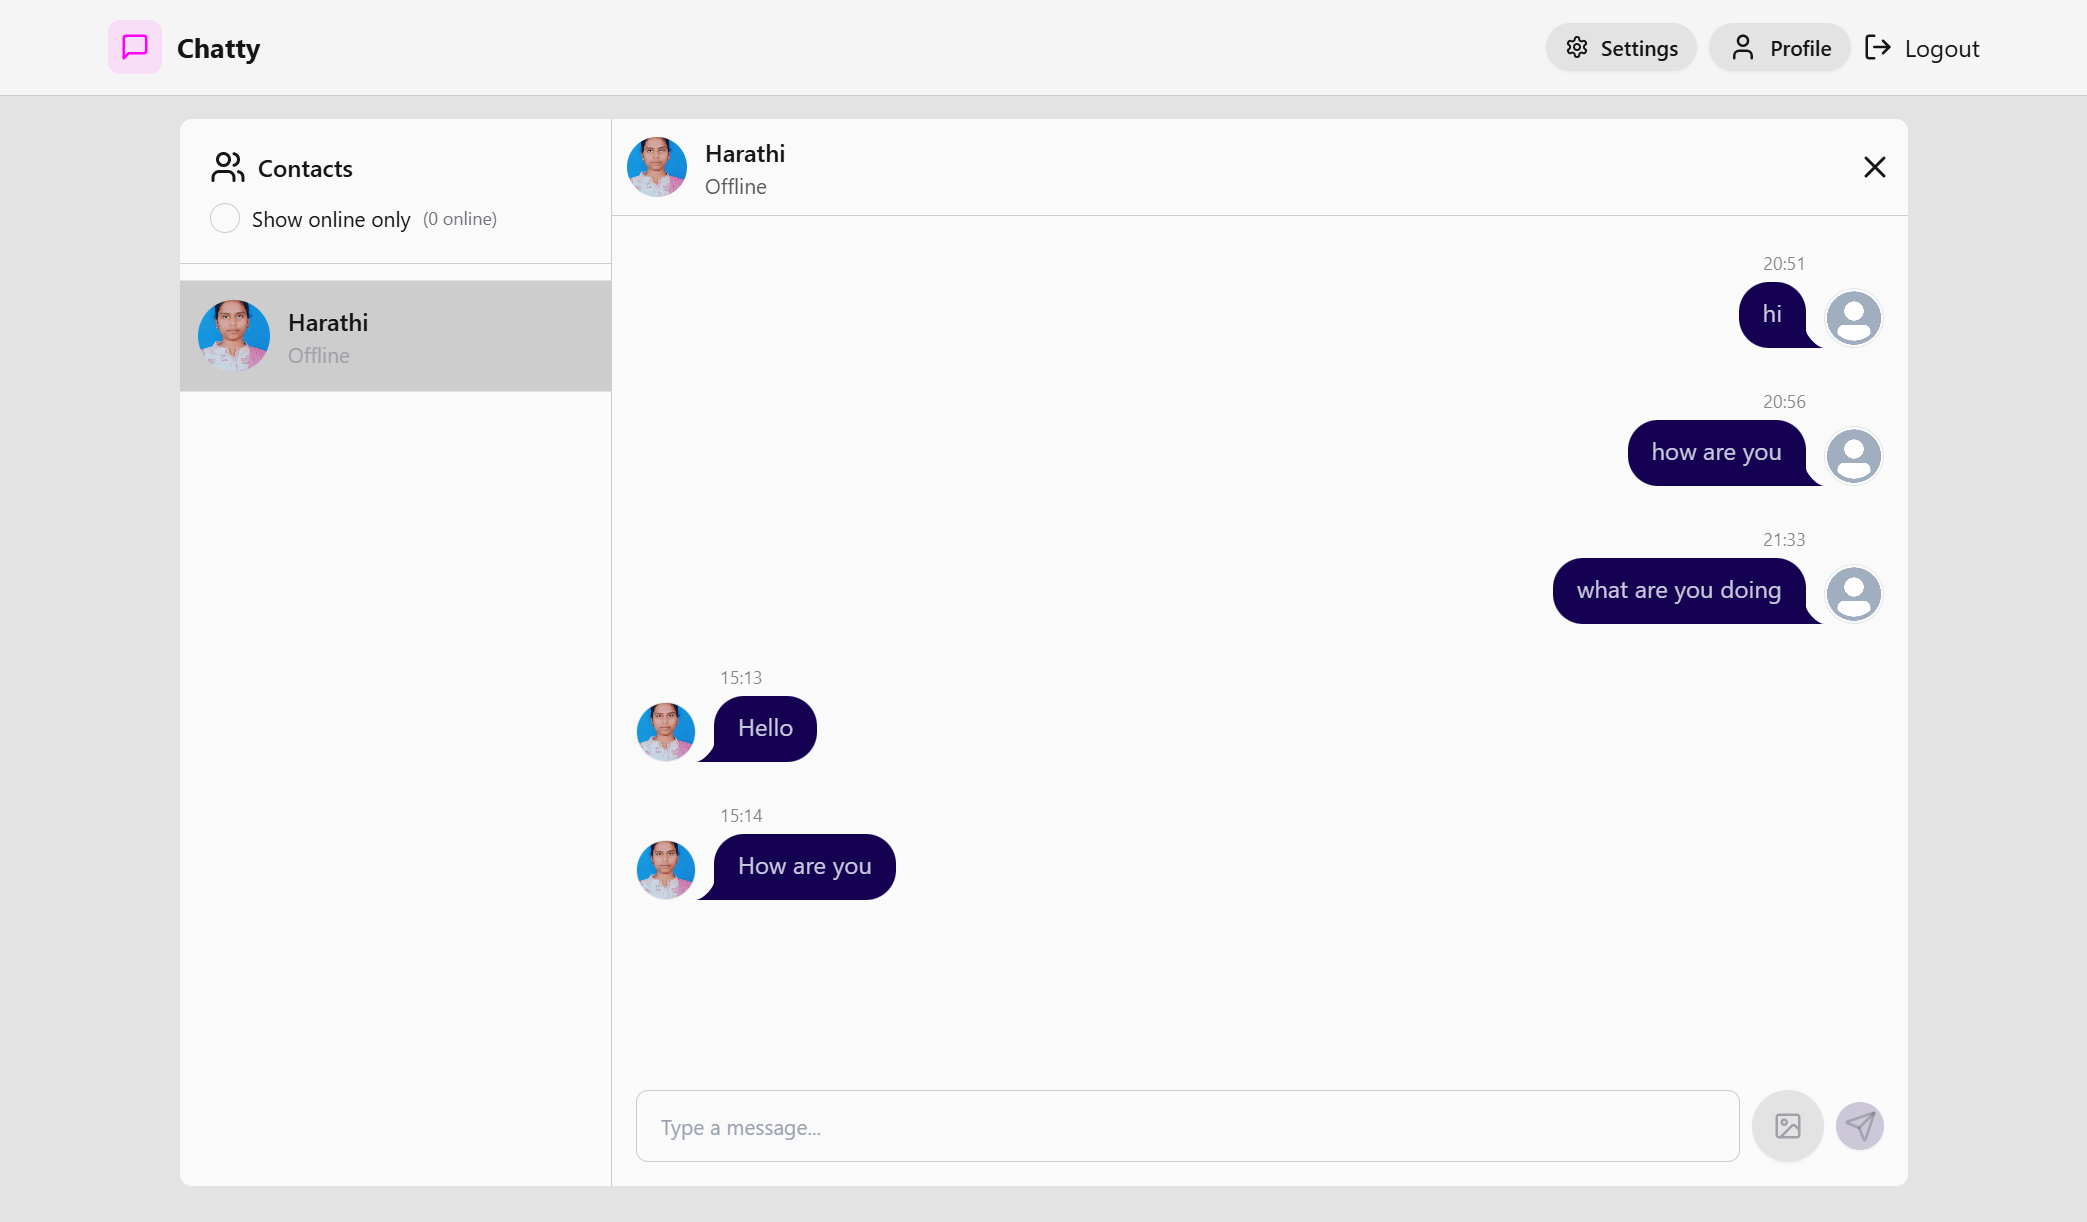 Chatty
Settings
Profile
Logout
Contacts
Show online only (0 online)
Harathi
Offline
Harathi
Offline
20:51
hi
20:56
how are you
21:33
what are you doing
15:13
Hello
15:14
How are you
Type a message...